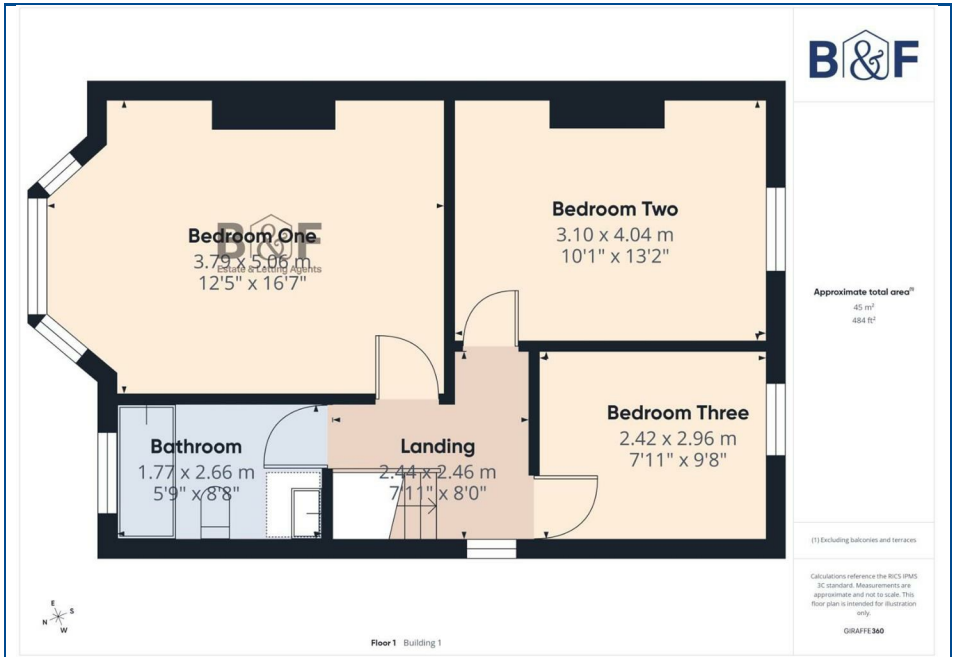 B&F
Bedroom One
3.79 x 5.06 m
12'5" x 16'7"
B&F
Estate & Letting Agents
Bedroom Two
3.10 x 4.04 m
10'1" x 13'2"
Bedroom Three
2.42 x 2.96 m
7'11" x 9'8"
Bathroom
1.77 x 2.66 m
5'9" x 8'8"
Landing
2.44 x 2.46 m
7'11" x 8'0"
Approximate total area(1)
45 m²
484 ft²
(1) Excluding balconies and terraces
Calculations reference the RICS IPMS
3C standard. Measurements are
approximate and not to scale. This
floor plan is intended for illustration
only.
GIRAFFE360
E
S
N
W
Floor 1 Building 1